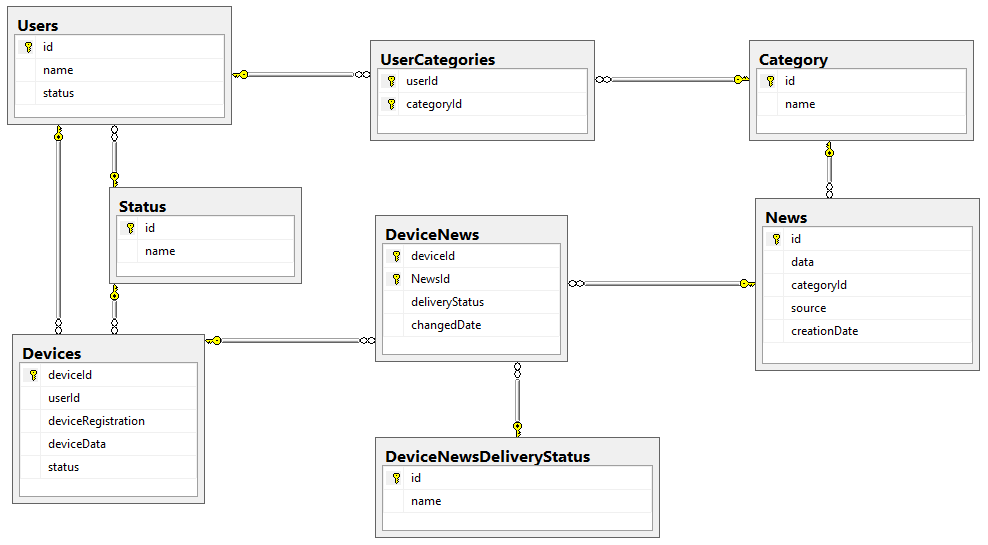 Users
id
name
status
UserCategories
userId
categoryId
Category
id
name
Status
id
name
DeviceNews
deviceId
NewsId
deliveryStatus
changedDate
News
id
data
categoryId
source
creationDate
Devices
deviceId
userId
deviceRegistration
deviceData
status
DeviceNewsDeliveryStatus
id
name